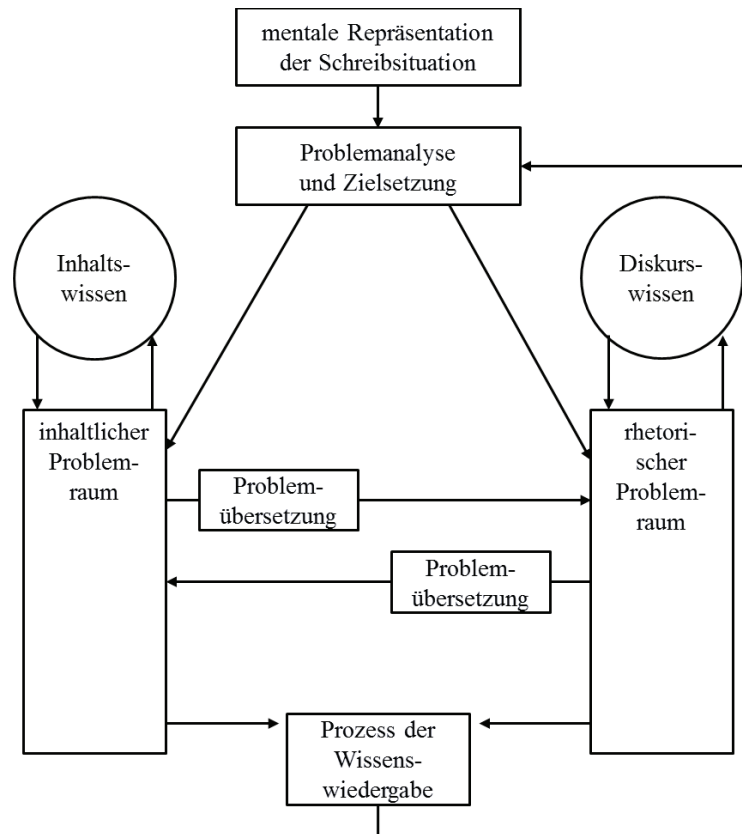 mentale Repräsentation
der Schreibsituation
Problemanalyse
und Zielsetzung
Inhalts-
wissen
Diskurs-
wissen
inhaltlicher
Problem-
raum
rhetori-
scher
Problem-
raum
Problem-
übersetzung
Problem-
übersetzung
Prozess der
Wissens-
wiedergabe